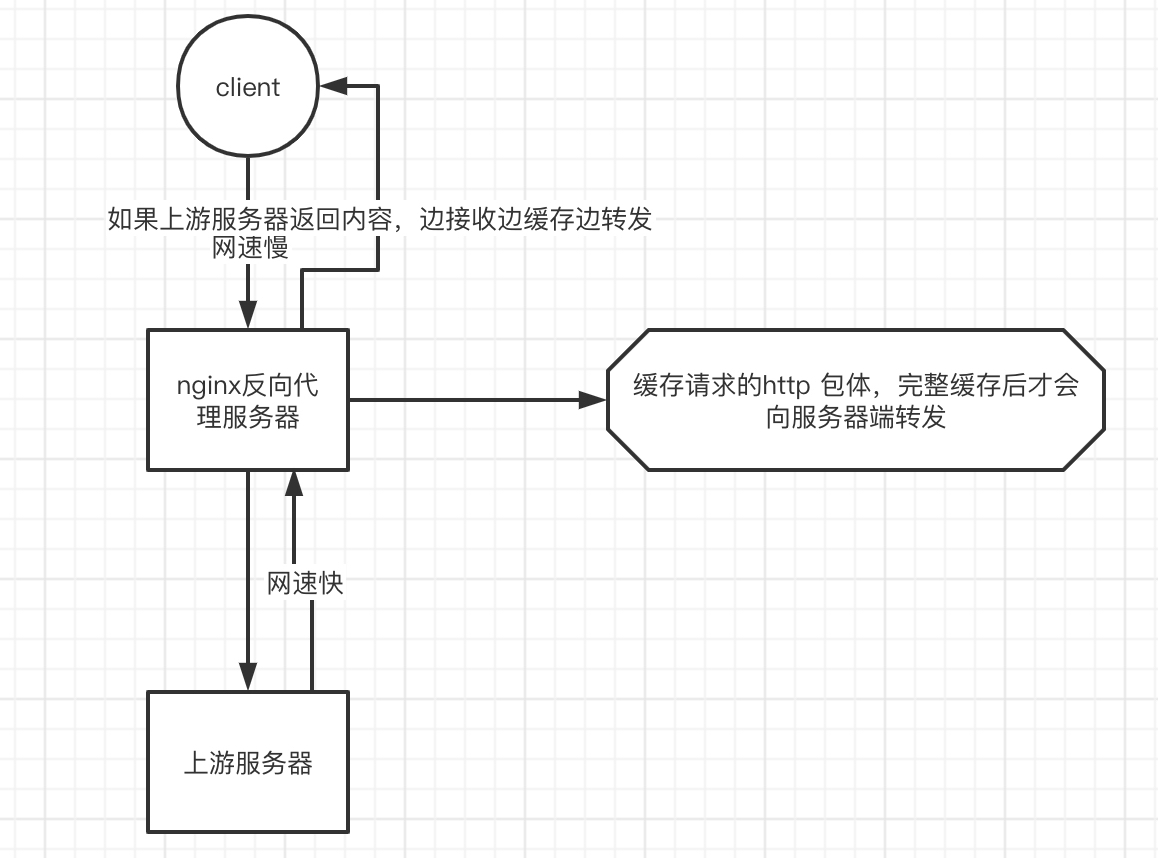 client
如果上游服务器返回内容，边接收边缓存边转发
网速慢
nginx反向代
理服务器
缓存请求的http 包体，完整缓存后才会
向服务器端转发
网速快
上游服务器